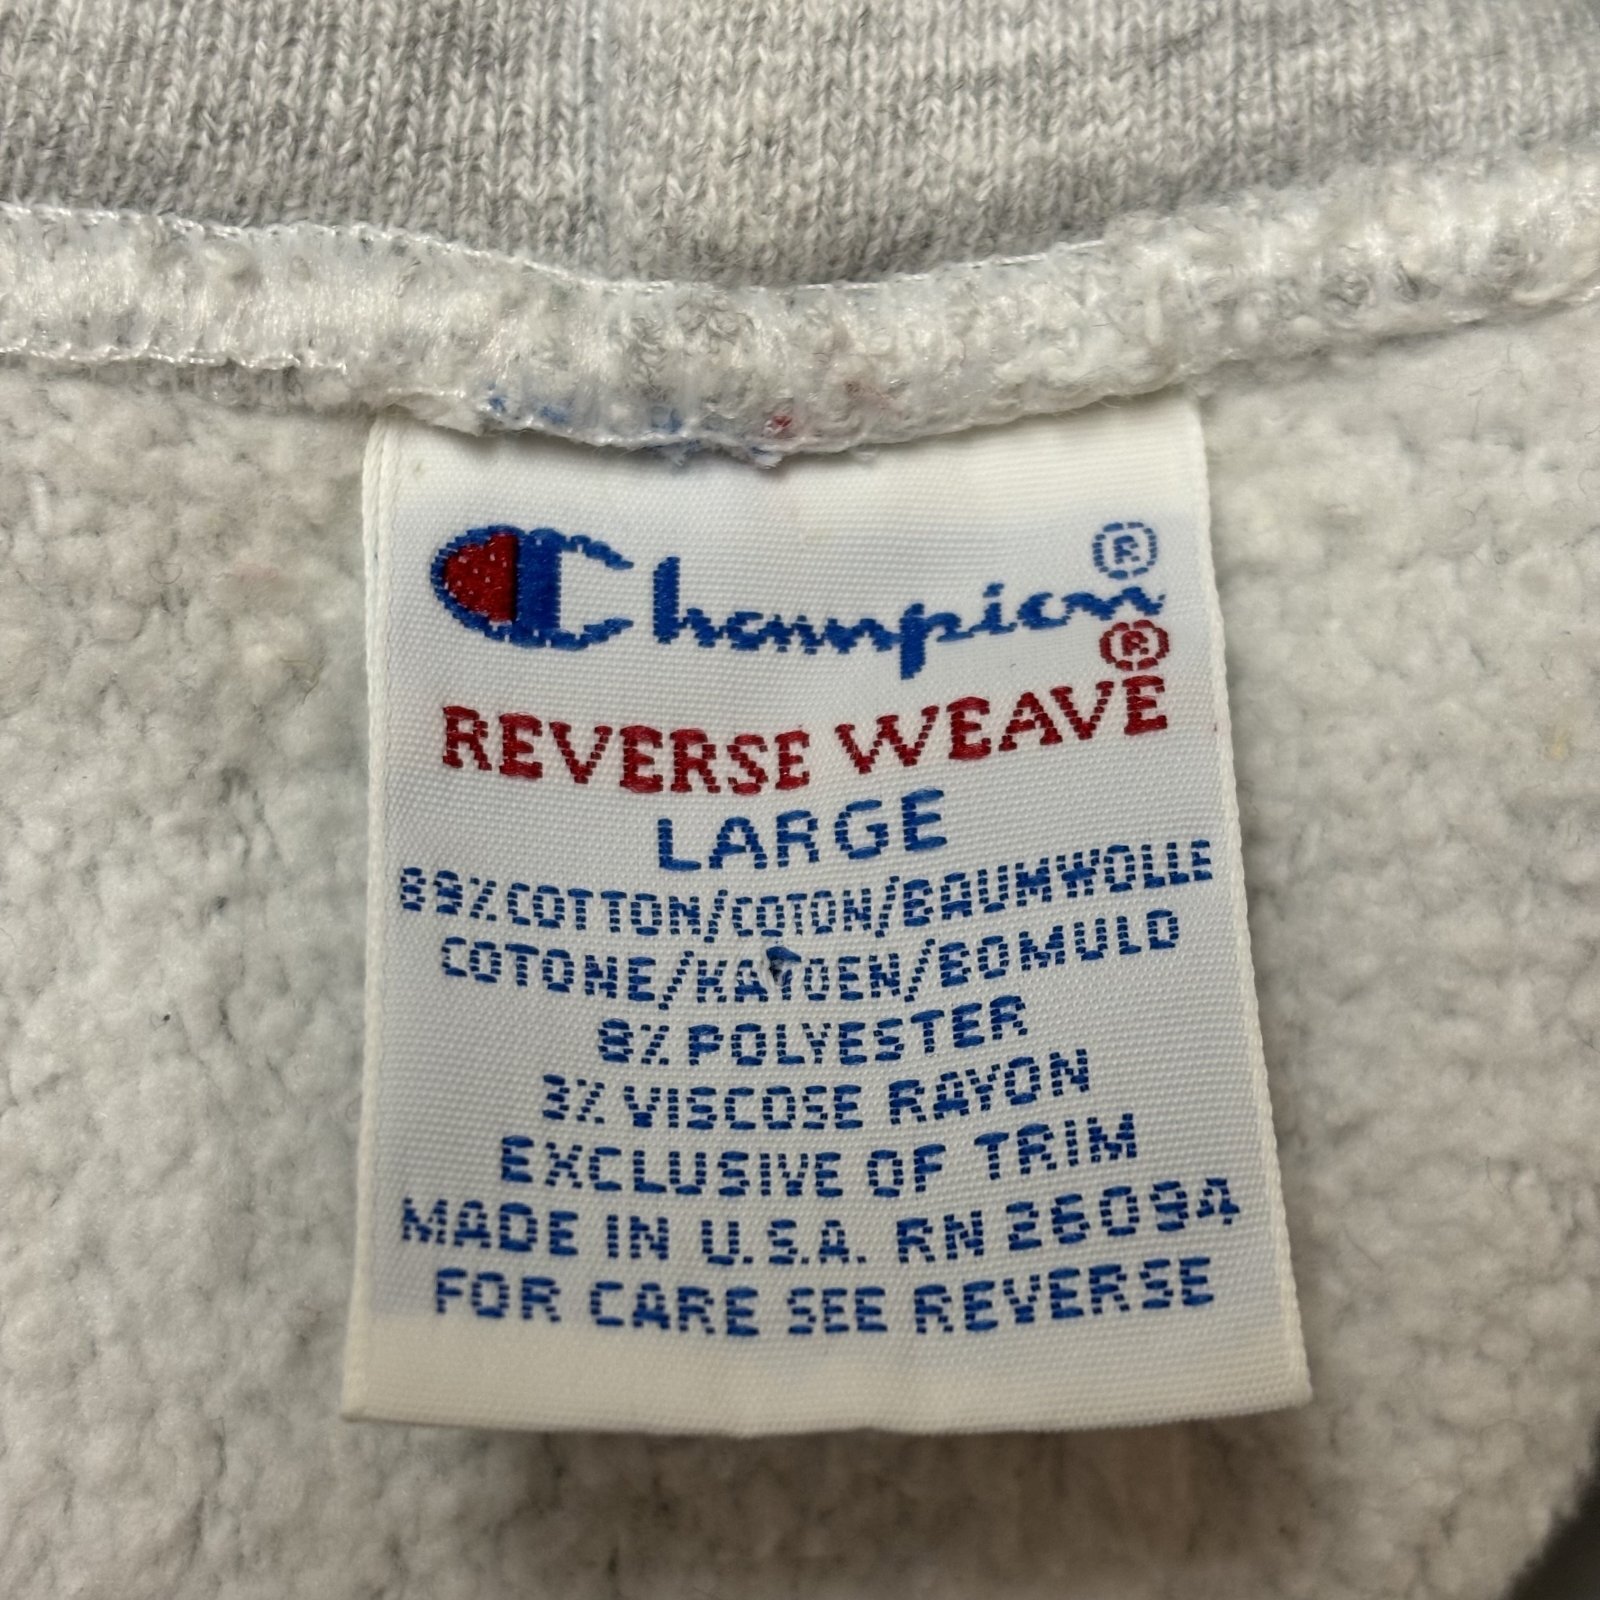 Champion®
®
REVERSE WEAVE
LARGE
89% COTTON/COTON/BAUMWOLLE
COTONE/KATOEN/BOMULD
8% POLYESTER
3% VISCOSE RAYON
EXCLUSIVE OF TRIM
MADE IN U.S.A. RN 26094
FOR CARE SEE REVERSE